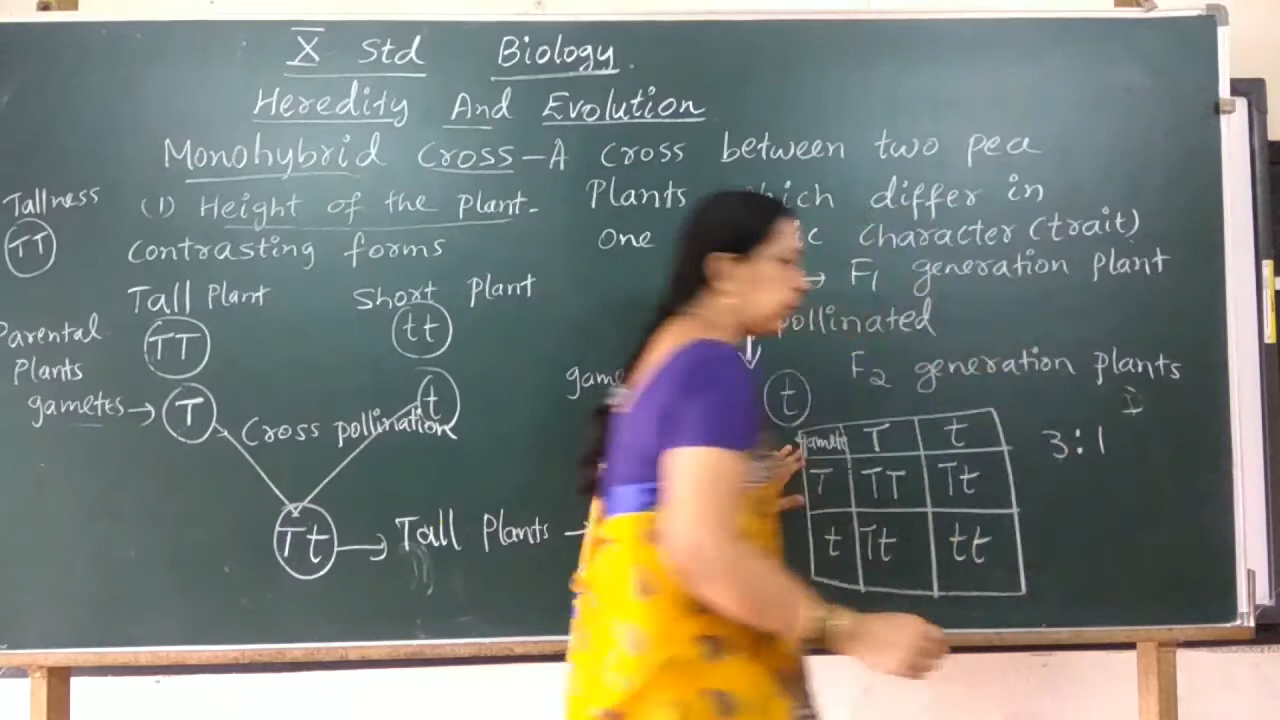 X Std Biology.
Heredity And Evolution
Monohybrid Cross - A cross between two pea
Plants which differ in
one character (trait)
Tallness
TT
(1) Height of the plant -
contrasting forms
Tall Plant
Short Plant
Parental
Plants
TT
tt
gametes →
T
t
Cross pollination
Tt → Tall Plants →
→ F1 generation plant
pollinated
↓
F2 generation plants
t
gamete T t
T TT Tt
t Tt tt
3:1